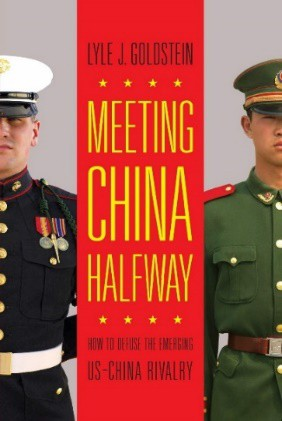 LYLE J. GOLDSTEIN
MEETING
CHINA
HALFWAY
HOW TO DEFUSE THE EMERGING
US-CHINA RIVALRY